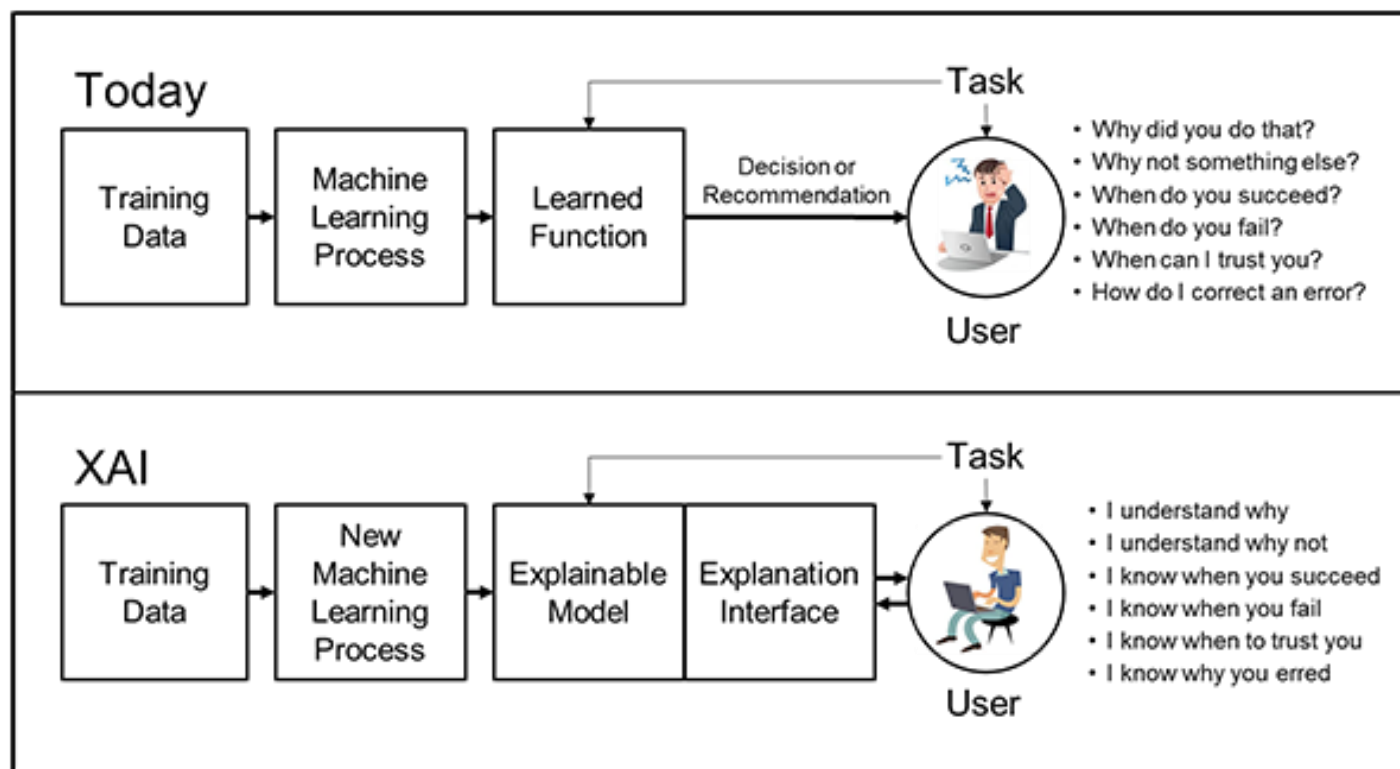 Today
Task
Training
Data
Machine
Learning
Process
Learned
Function
Decision or
Recommendation
User
• Why did you do that?
• Why not something else?
• When do you succeed?
• When do you fail?
• When can I trust you?
• How do I correct an error?
XAI
Task
Training
Data
New
Machine
Learning
Process
Explainable
Model
Explanation
Interface
User
• I understand why
• I understand why not
• I know when you succeed
• I know when you fail
• I know when to trust you
• I know why you erred